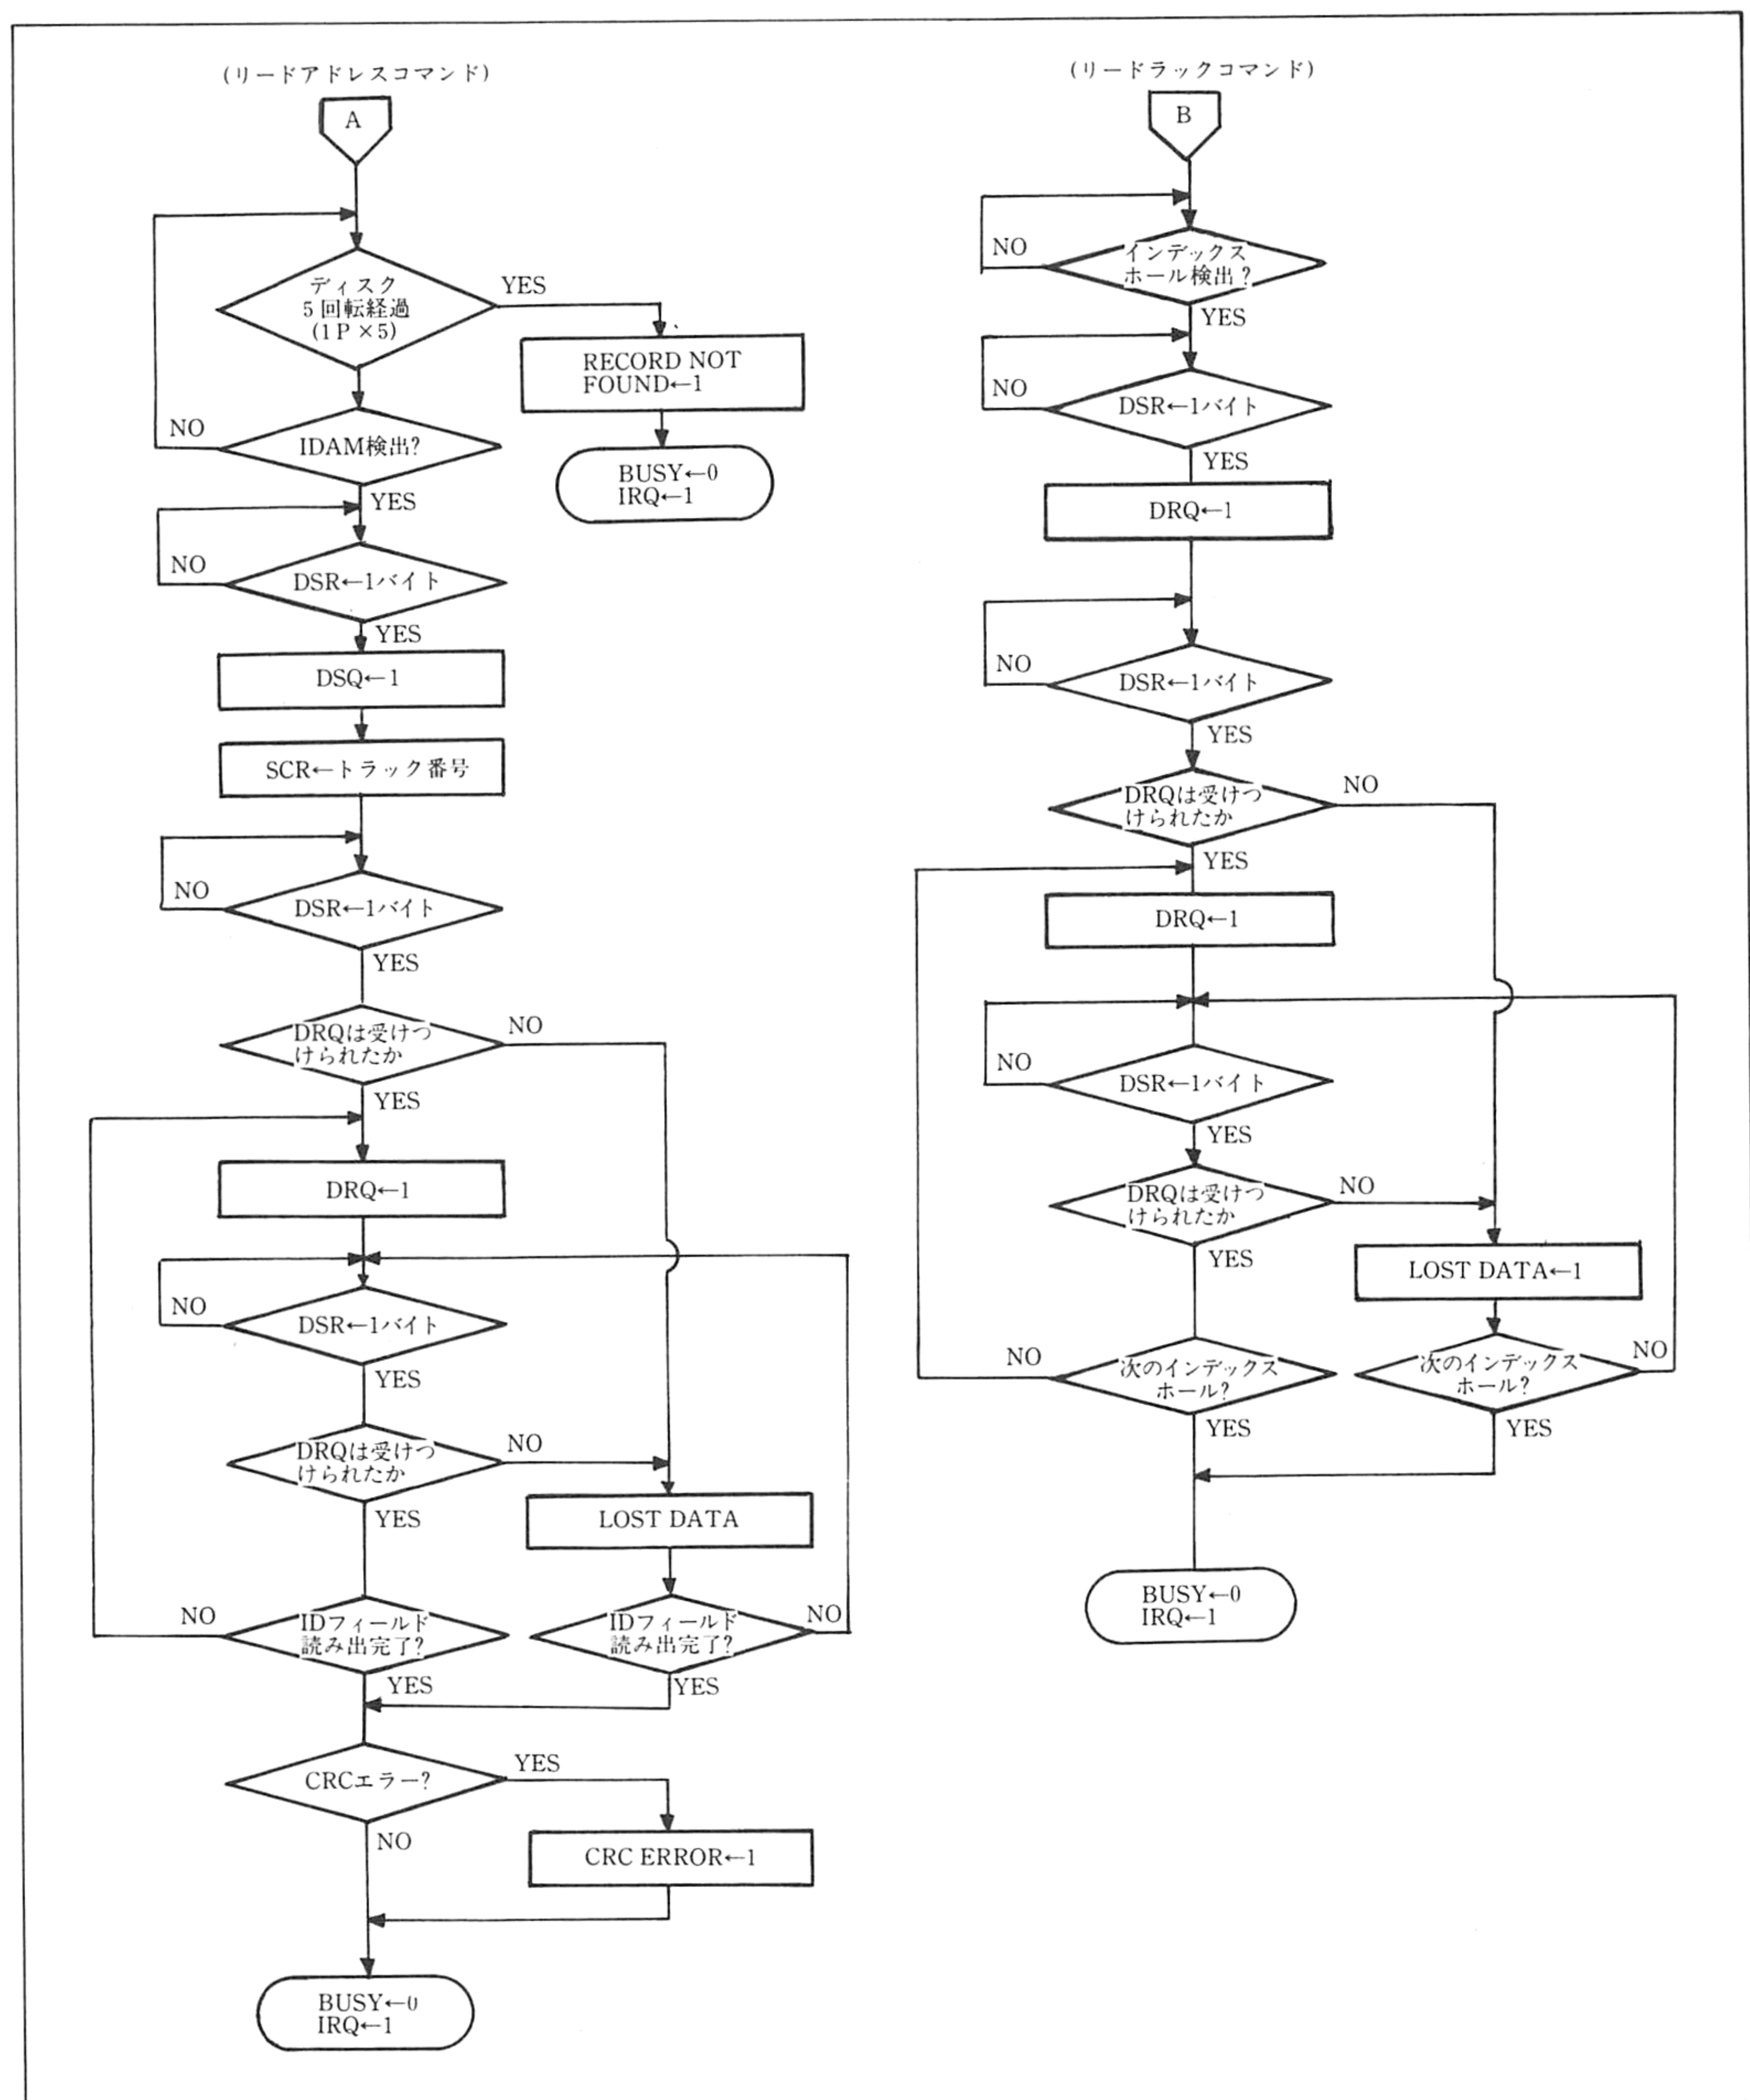 (リードアドレスコマンド)
A
ディスク
5回転経過
(1P×5)
YES
RECORD NOT
FOUND←1
BUSY←0
IRQ←1
NO
IDAM検出?
YES
NO
DSR←1バイト
YES
DSQ←1
SCR←トラック番号
NO
DSR←1バイト
YES
DRQは受けつ
けられたか
NO
YES
DRQ←1
NO
DSR←1バイト
YES
DRQは受けつ
けられたか
NO
YES
LOST DATA
NO
IDフィールド
読み出完了?
YES
IDフィールド
読み出完了?
NO
YES
CRCエラー?
YES
NO
CRC ERROR←1
BUSY←0
IRQ←1
(リードラックコマンド)
B
NO
インデックス
ホール検出?
YES
NO
DSR←1バイト
YES
DRQ←1
NO
DSR←1バイト
YES
DRQは受けつ
けられたか
NO
YES
DRQ←1
NO
DSR←1バイト
YES
DRQは受けつ
けられたか
NO
YES
LOST DATA←1
NO
次のインデックス
ホール?
YES
次のインデックス
ホール?
NO
YES
BUSY←0
IRQ←1